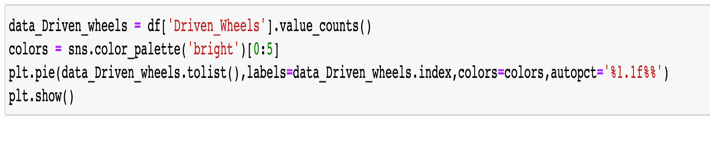 data_Driven_wheels = df['Driven_Wheels'].value_counts()
colors = sns.color_palette('bright')[0:5]
plt.pie(data_Driven_wheels.tolist(),labels=data_Driven_wheels.index,colors=colors,autopct='%1.1f%%')
plt.show()